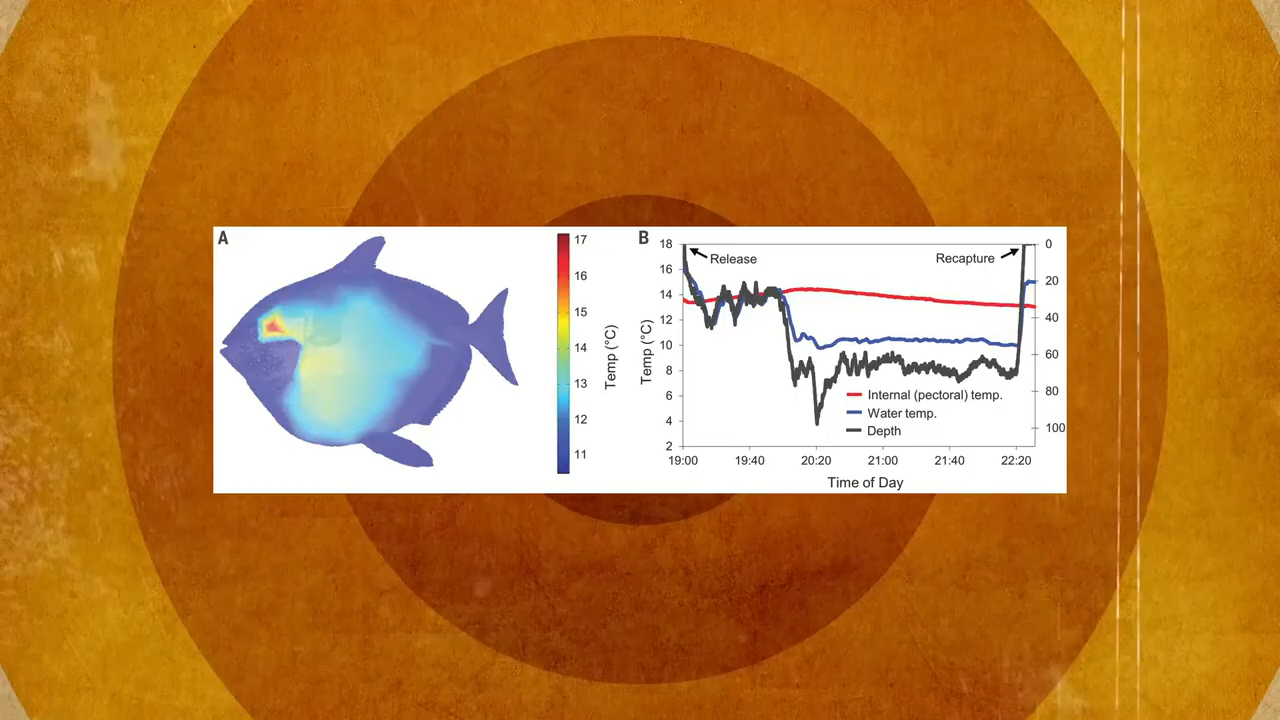 A
17
16
15
14
13
12
11
Temp (°C)
B
Temp (°C)
18
16
14
12
10
8
6
4
2
Release
Recapture
0
20
40
60
80
100
Internal (pectoral) temp.
Water temp.
Depth
19:00 19:40 20:20 21:00 21:40 22:20
Time of Day